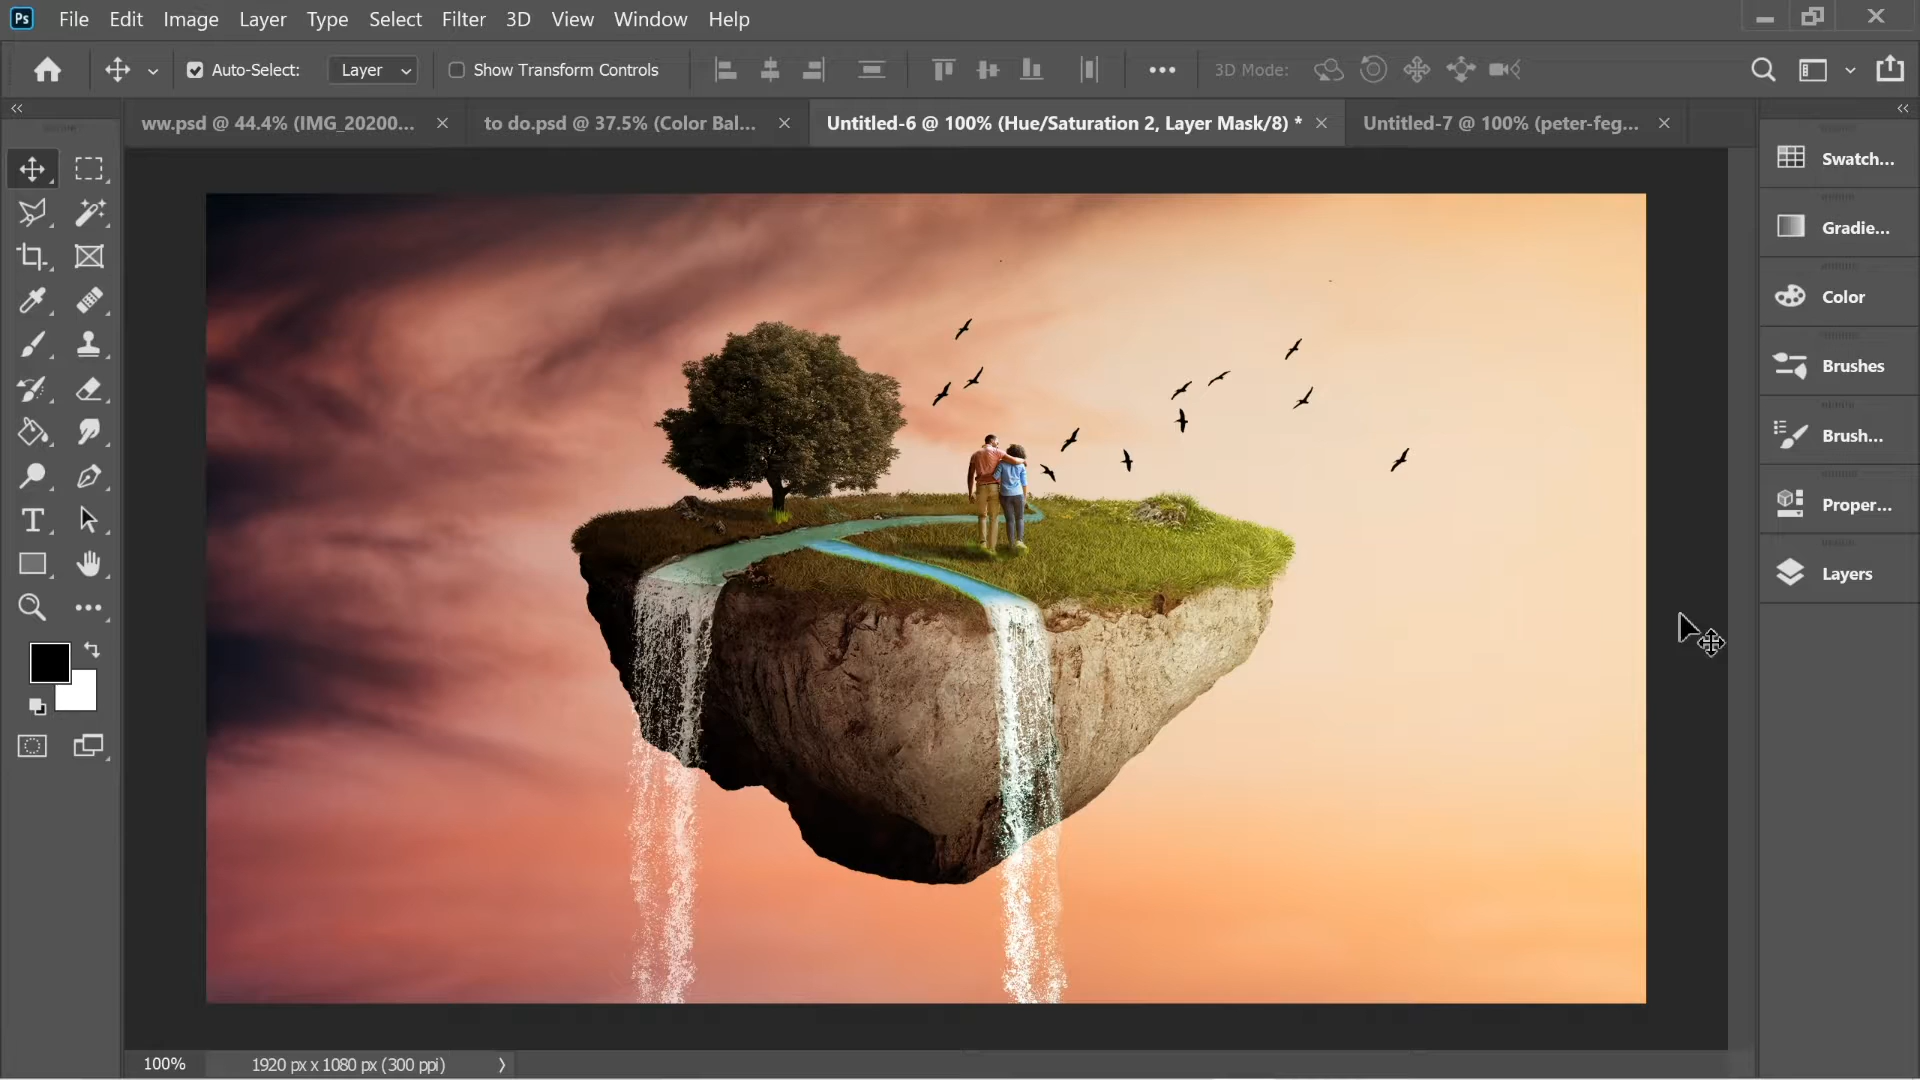 Ps File Edit Image Layer Type Select Filter 3D View Window Help
Auto-Select: Layer Show Transform Controls 3D Mode:
ww.psd @ 44.4% (IMG_20200... to do.psd @ 37.5% (Color Bal... Untitled-6 @ 100% (Hue/Saturation 2, Layer Mask/8) * Untitled-7 @ 100% (peter-feg...
Swatch...
Gradie...
Color
Brushes
Brush...
Proper...
Layers
100% 1920 px x 1080 px (300 ppi)